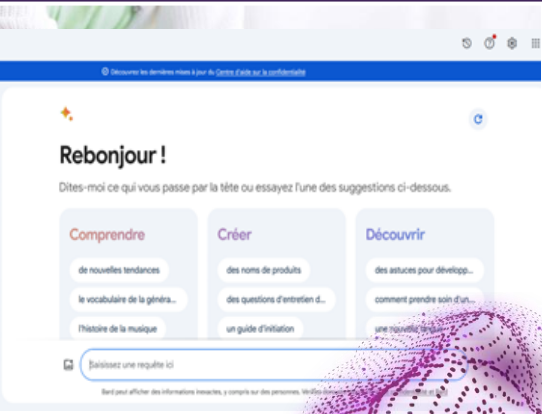 Découvrez les dernières mises à jour du Centre d'aide sur la confidentialité
Rebonjour !
Dites-moi ce qui vous passe par la tête ou essayez l'une des suggestions ci-dessous.
Comprendre
Créer
Découvrir
de nouvelles tendances
des noms de produits
des astuces pour développ...
le vocabulaire de la généra...
des questions d'entretien d...
comment prendre soin d'un...
l'histoire de la musique
un guide d'initiation
une nouvelle
Saisissez une requête ici
Bard peut afficher des informations inexactes, y compris sur des personnes.